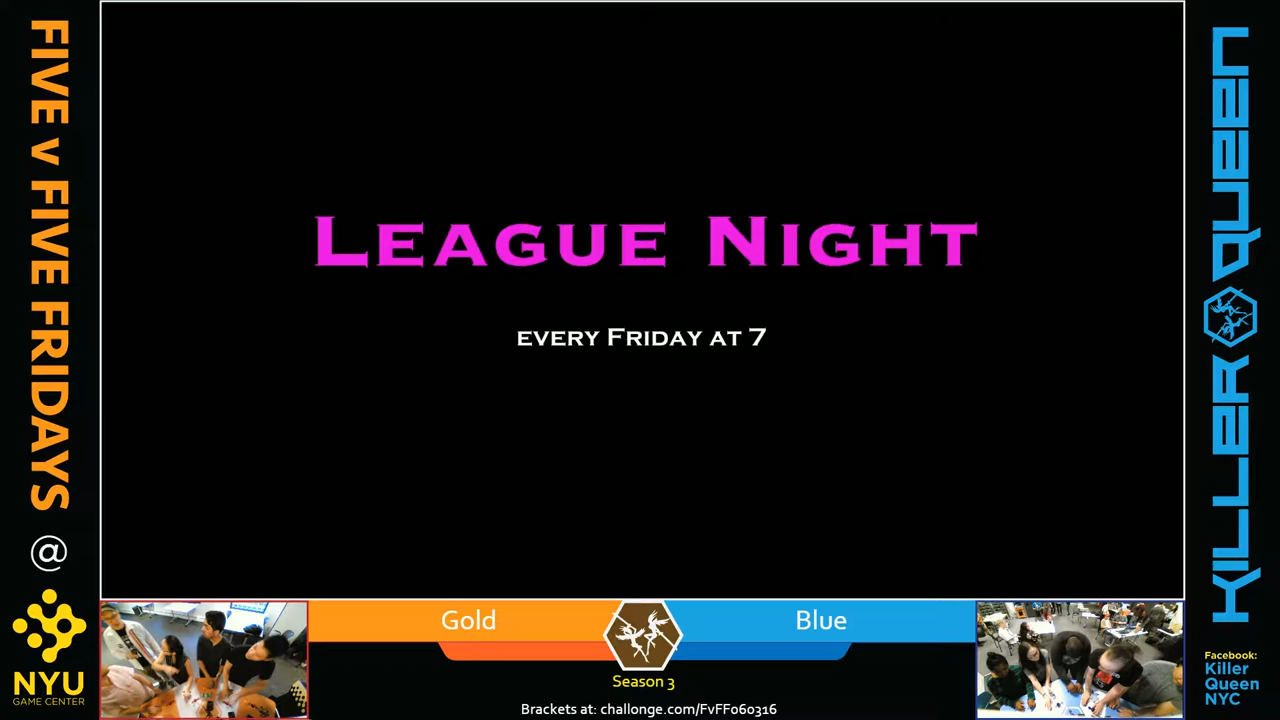 FIVE v FIVE FRIDAYS @
NYU
GAME CENTER
LEAGUE NIGHT
EVERY FRIDAY AT 7
Gold
Blue
Season 3
Brackets at: challonge.com/FvFF060316
KILLER QUEEN
Facebook:
Killer
Queen
NYC